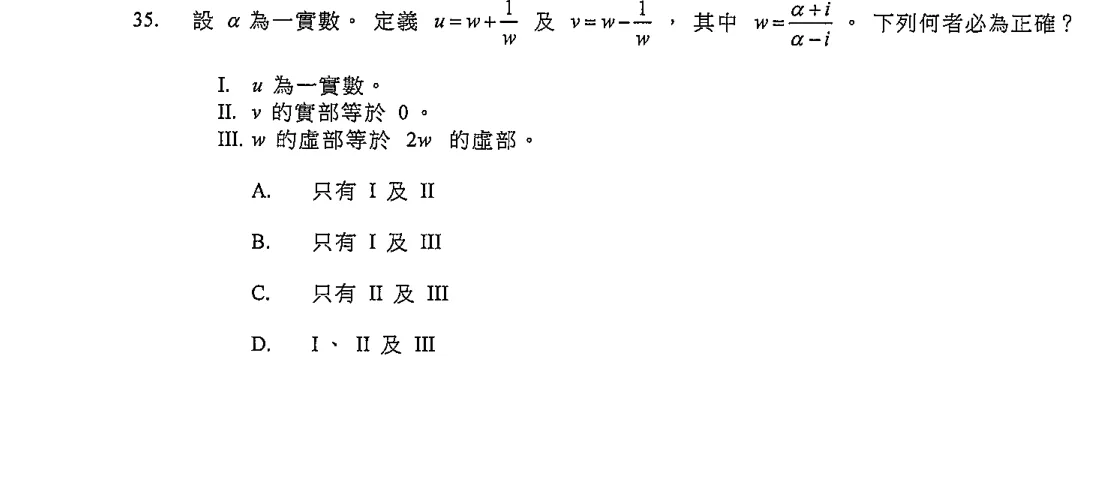 35. 設 α 為一實數。 定義 u=w+1/w 及 v=w−1/w ， 其中 w=(α+i)/(α−i) 。 下列何者必為正確？
I. u 為一實數。
II. v 的實部等於 0 。
III. w 的虛部等於 2w 的虛部。
A. 只有 I 及 II
B. 只有 I 及 III
C. 只有 II 及 III
D. I 、 II 及 III